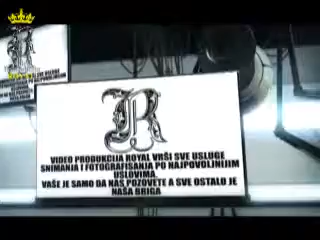 R
VIDEO PRODUKCIJA ROYAL VRŠI SVE USLUGE
SNIMANJA I FOTOGRAFISANJA PO NAJPOVOLJNIJIM
USLOVIMA.
VAŠE JE SAMO DA NAS POZOVETE A SVE OSTALO JE
NAŠA BRIGA